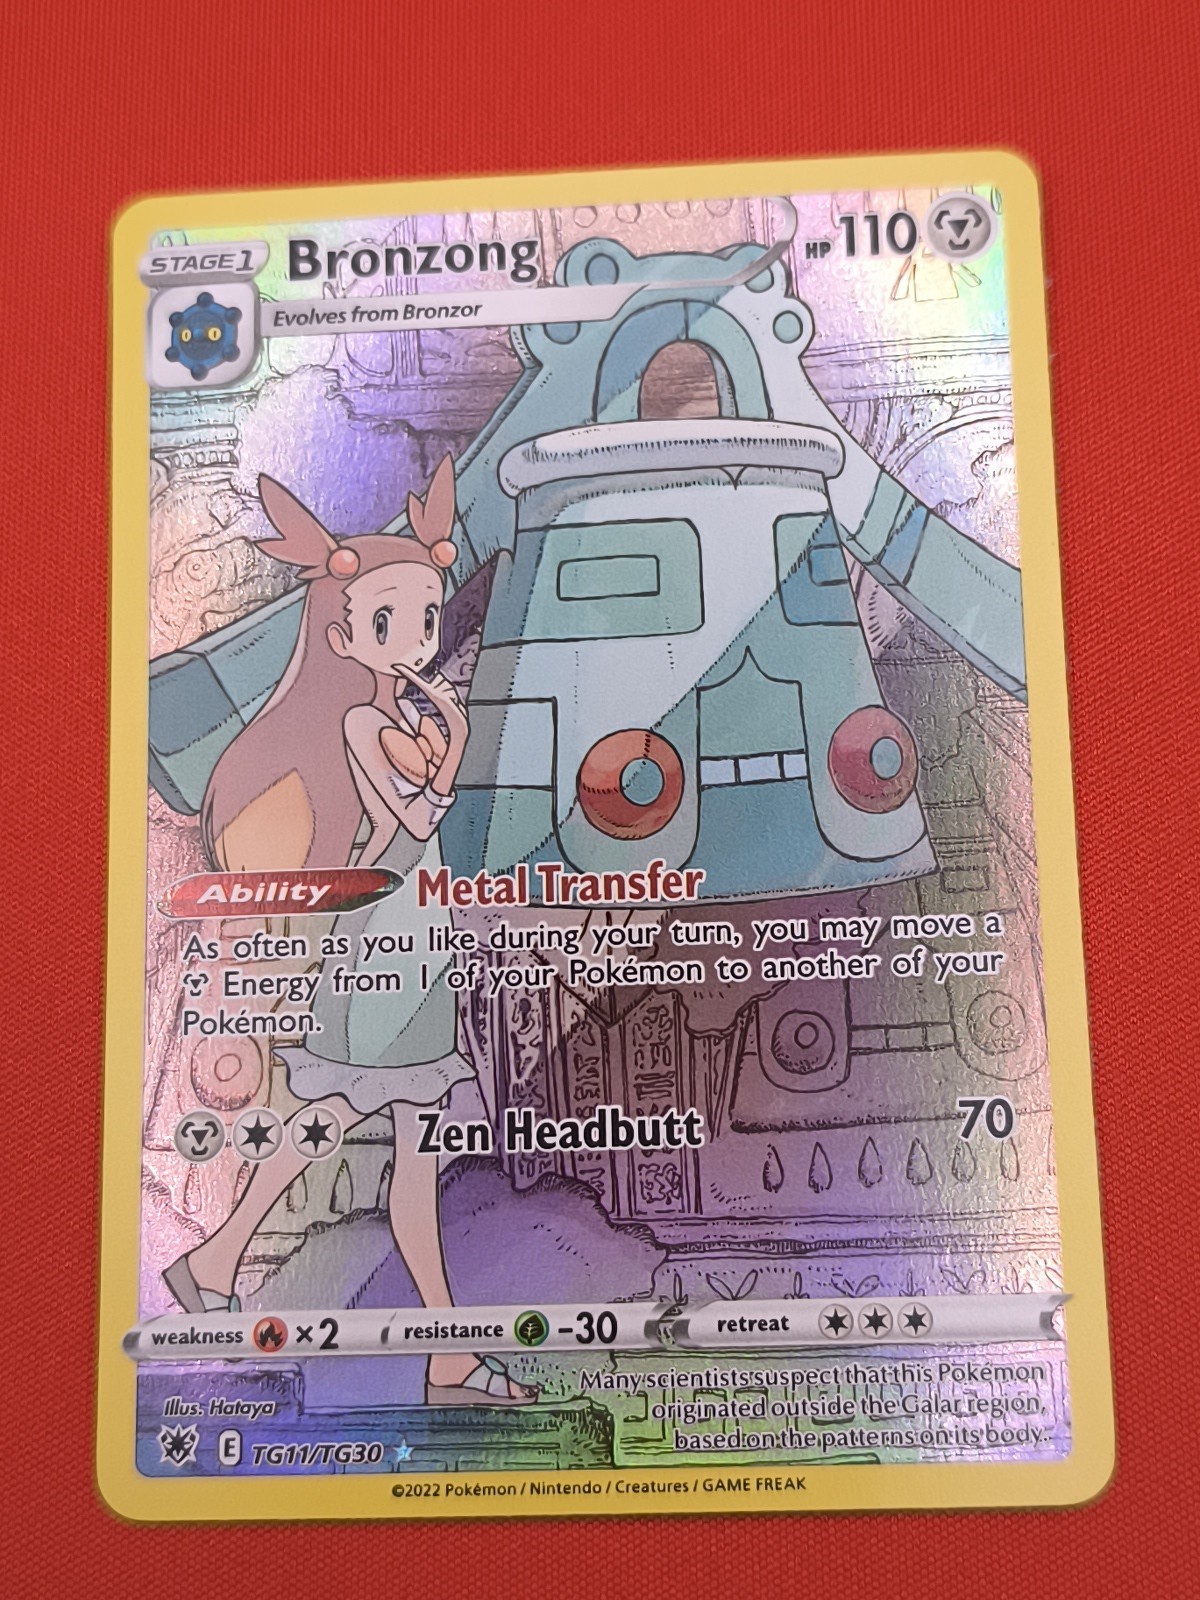 STAGE 1
Bronzong
HP 110
Evolves from Bronzor
Ability
Metal Transfer
As often as you like during your turn, you may move a
Energy from 1 of your Pokémon to another of your
Pokémon.
Zen Headbutt
70
weakness ×2
resistance -30
retreat
Many scientists suspect that this Pokémon
originated outside the Galar region,
based on the patterns on its body.
Illus. Hataya
E TG11/TG30
©2022 Pokémon / Nintendo / Creatures / GAME FREAK